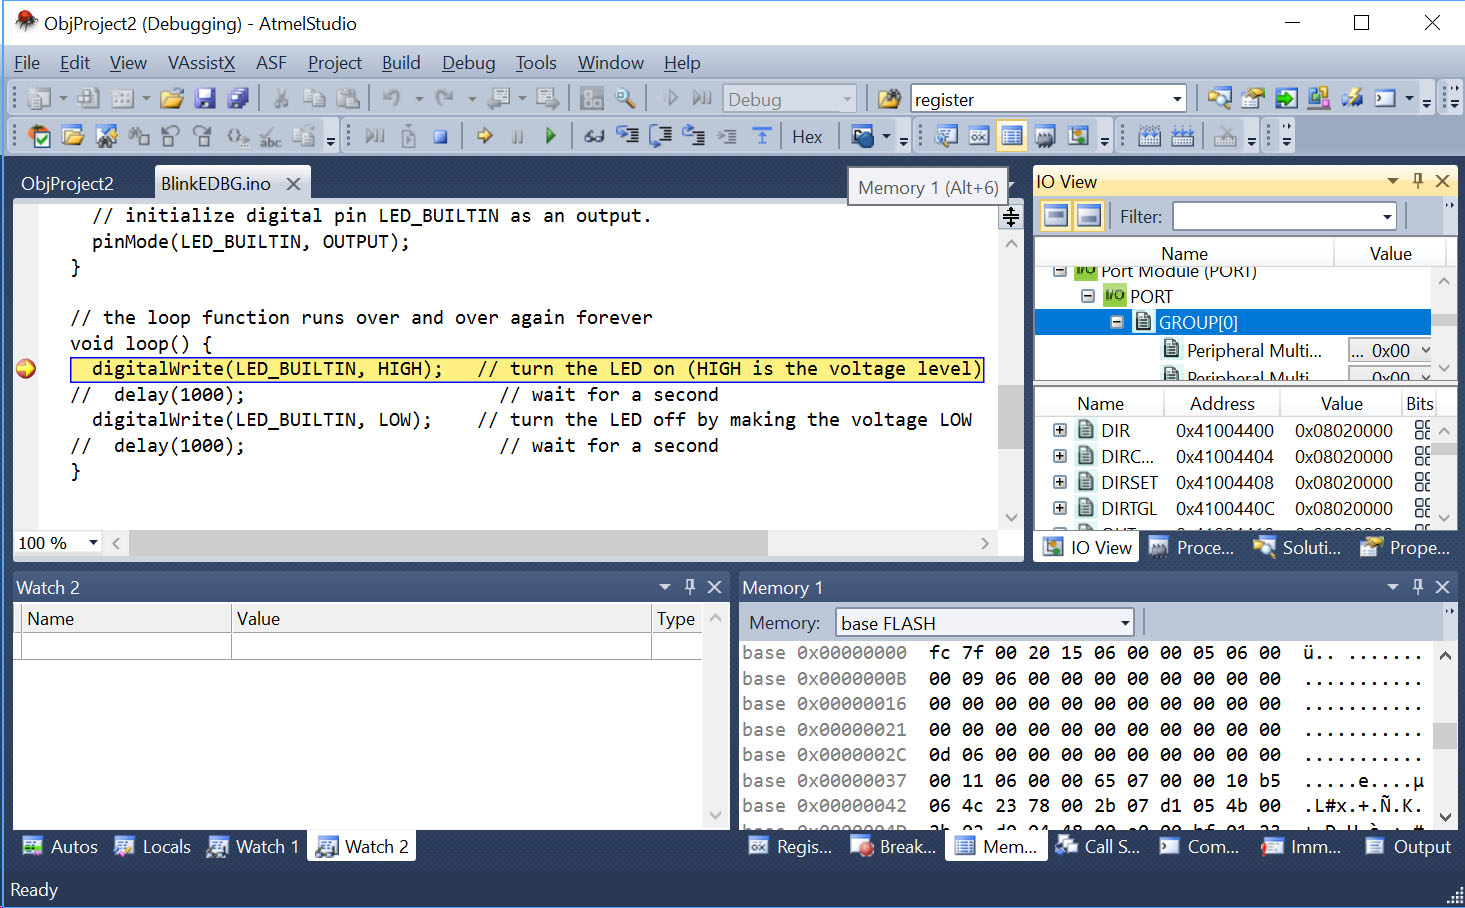 ObjProject2 (Debugging) - AtmelStudio
File Edit View VAssistX ASF Project Build Debug Tools Window Help
Debug register
Hex
ObjProject2 BlinkEDBG.ino
Memory 1 (Alt+6)
// initialize digital pin LED_BUILTIN as an output.
pinMode(LED_BUILTIN, OUTPUT);
}
// the loop function runs over and over again forever
void loop() {
digitalWrite(LED_BUILTIN, HIGH); // turn the LED on (HIGH is the voltage level)
// delay(1000); // wait for a second
digitalWrite(LED_BUILTIN, LOW); // turn the LED off by making the voltage LOW
// delay(1000); // wait for a second
}
100 %
IO View
Filter:
Name Value
Port Module (PORT)
I/O PORT
GROUP[0]
Peripheral Multi... ... 0x00
Peripheral Multi... 0x00
Name Address Value Bits
DIR 0x41004400 0x08020000
DIRC... 0x41004404 0x08020000
DIRSET 0x41004408 0x08020000
DIRTGL 0x4100440C 0x08020000
IO View Proce... Soluti... Prope...
Watch 2
Name Value Type
Autos Locals Watch 1 Watch 2
Memory 1
Memory: base FLASH
base 0x00000000 fc 7f 00 20 15 06 00 00 05 06 00 ü.. .......
base 0x0000000B 00 09 06 00 00 00 00 00 00 00 00 ...........
base 0x00000016 00 00 00 00 00 00 00 00 00 00 00 ...........
base 0x00000021 00 00 00 00 00 00 00 00 00 00 00 ...........
base 0x0000002C 0d 06 00 00 00 00 00 00 00 00 00 ...........
base 0x00000037 00 11 06 00 00 65 07 00 00 10 b5 .....e....µ
base 0x00000042 06 4c 23 78 00 2b 07 d1 05 4b 00 .L#x.+.Ñ.K.
Regis... Break... Mem... Call S... Com... Imm... Output
Ready